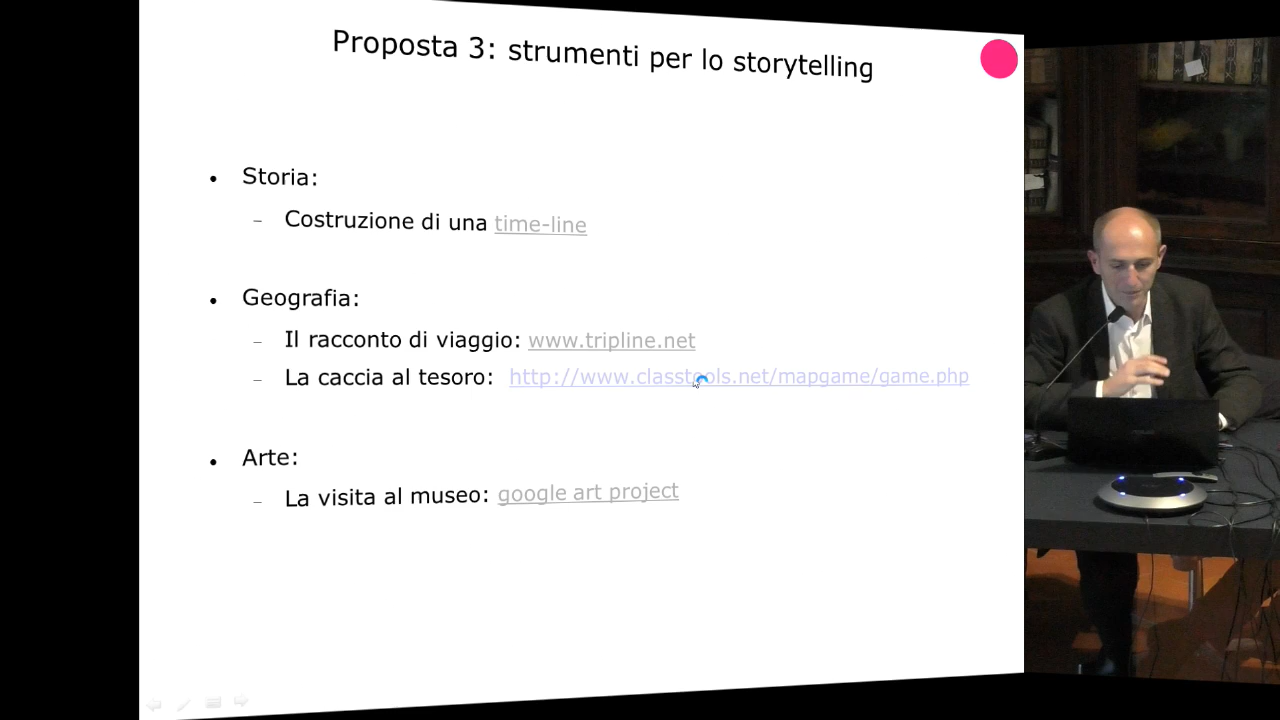 Proposta 3: strumenti per lo storytelling
• Storia:
– Costruzione di una time-line
• Geografia:
– Il racconto di viaggio: www.tripline.net
– La caccia al tesoro: http://www.classtools.net/mapgame/game.php
• Arte:
– La visita al museo: google art project